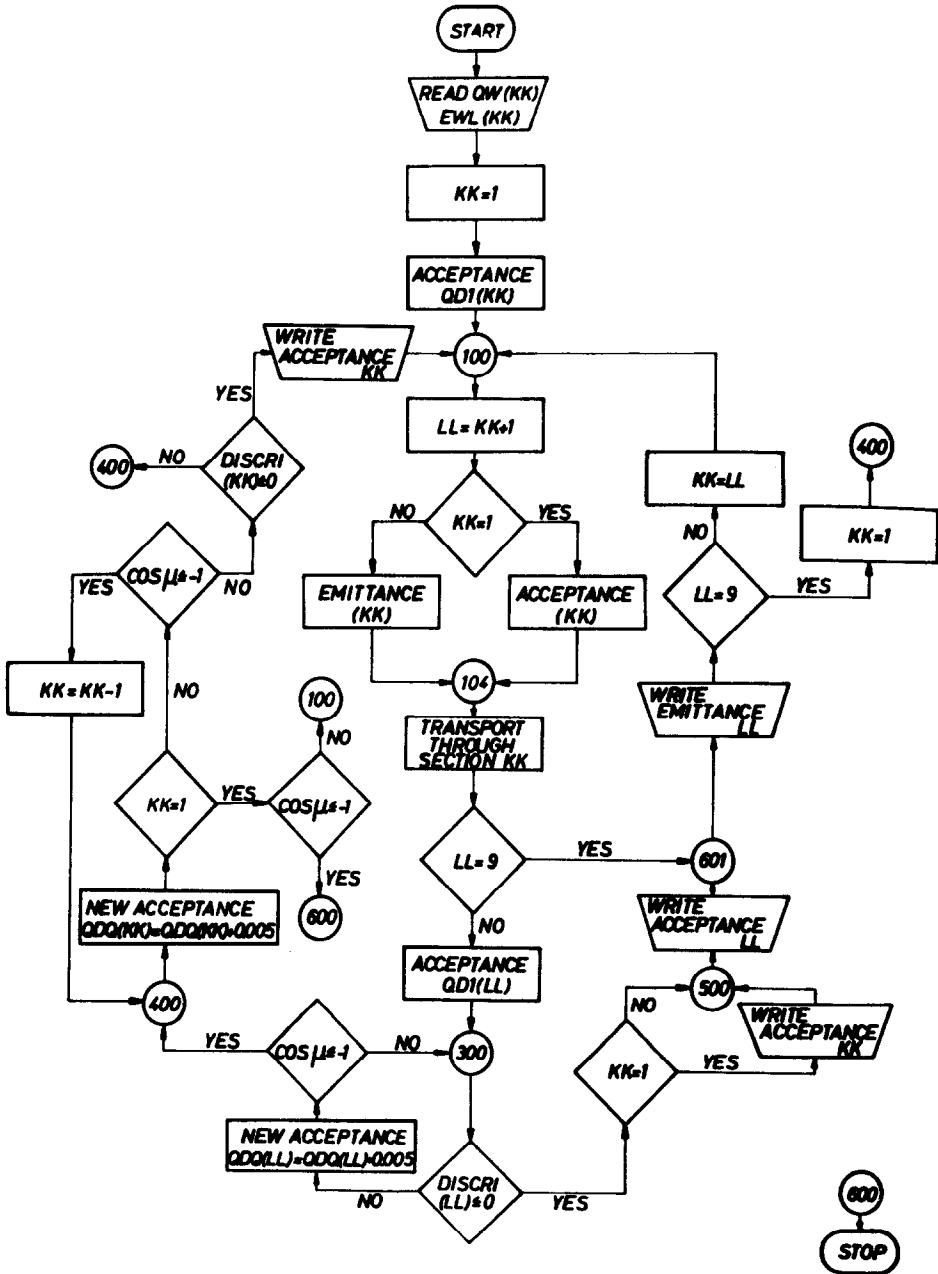 START
READ QW(KK)
EWL(KK)
KK=1
ACCEPTANCE
QD1(KK)
WRITE
ACCEPTANCE
KK
100
YES
LL=KK+1
400
400
NO
DISCRI
(KK)≤0
KK=LL
KK=1
NO
YES
KK=1
NO
COSμ≤-1
YES
NO
EMITTANCE
(KK)
ACCEPTANCE
(KK)
LL=9
YES
KK=KK-1
NO
100
104
WRITE
EMITTANCE
LL
NO
TRANSPORT
THROUGH
SECTION KK
KK=1
YES
COSμ≤-1
LL=9
YES
601
YES
NEW ACCEPTANCE
QDQ(KK)=QDQ(KK)+0.005
600
NO
WRITE
ACCEPTANCE
LL
ACCEPTANCE
QD1(LL)
400
500
NO
WRITE
ACCEPTANCE
KK
YES
COSμ≤-1
NO
300
KK=1
YES
NEW ACCEPTANCE
QDQ(LL)=QDQ(LL)+0.005
NO
DISCRI
(LL)≤0
YES
600
STOP